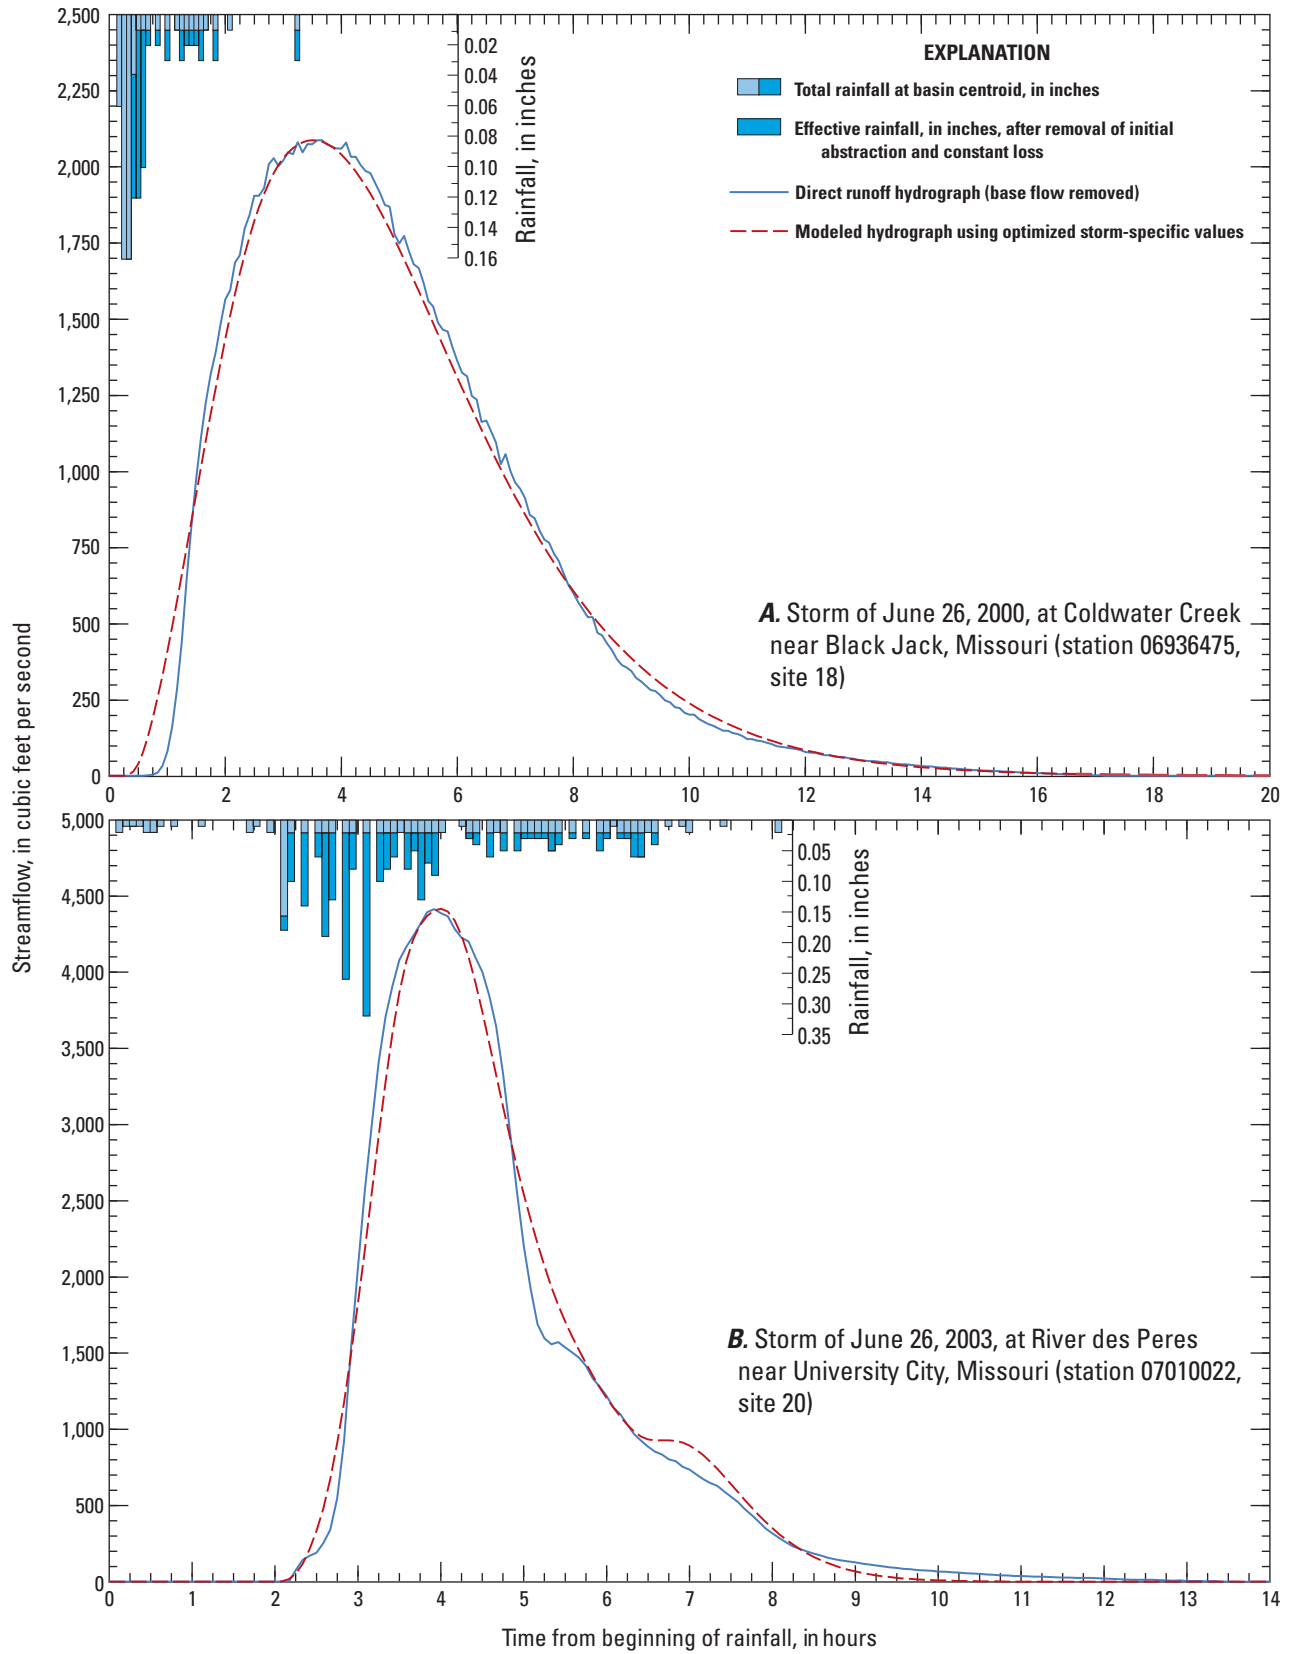 2,500
2,250
2,000
1,750
1,500
1,250
1,000
750
500
250
0
0.02
0.04
0.06
0.08
0.10
0.12
0.14
0.16
Rainfall, in inches
EXPLANATION
Total rainfall at basin centroid, in inches
Effective rainfall, in inches, after removal of initial
abstraction and constant loss
Direct runoff hydrograph (base flow removed)
Modeled hydrograph using optimized storm-specific values
A. Storm of June 26, 2000, at Coldwater Creek
near Black Jack, Missouri (station 06936475,
site 18)
0 2 4 6 8 10 12 14 16 18 20
Streamflow, in cubic feet per second
5,000
4,500
4,000
3,500
3,000
2,500
2,000
1,500
1,000
500
0
0.05
0.10
0.15
0.20
0.25
0.30
0.35
Rainfall, in inches
B. Storm of June 26, 2003, at River des Peres
near University City, Missouri (station 07010022,
site 20)
0 1 2 3 4 5 6 7 8 9 10 11 12 13 14
Time from beginning of rainfall, in hours